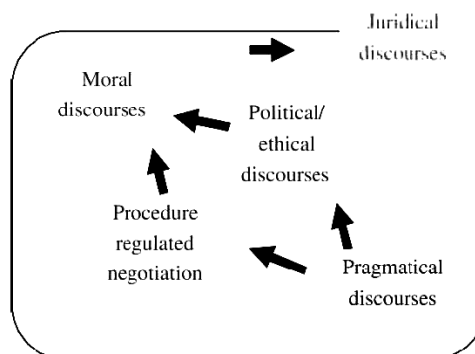 Juridical
discourses
Moral
discourses
Political/
ethical
discourses
Procedure
regulated
negotiation
Pragmatical
discourses